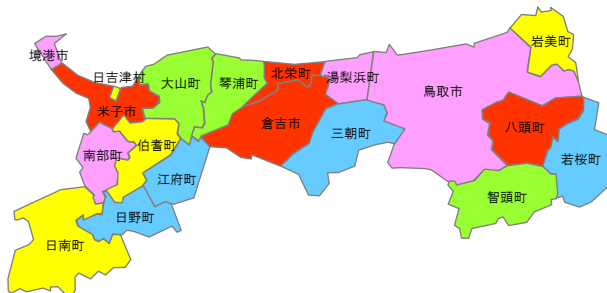 岩美町
境港市
北栄町
日吉津村
大山町
琴浦町
湯梨浜町
鳥取市
米子市
倉吉市
三朝町
八頭町
伯耆町
南部町
若桜町
江府町
智頭町
日野町
日南町